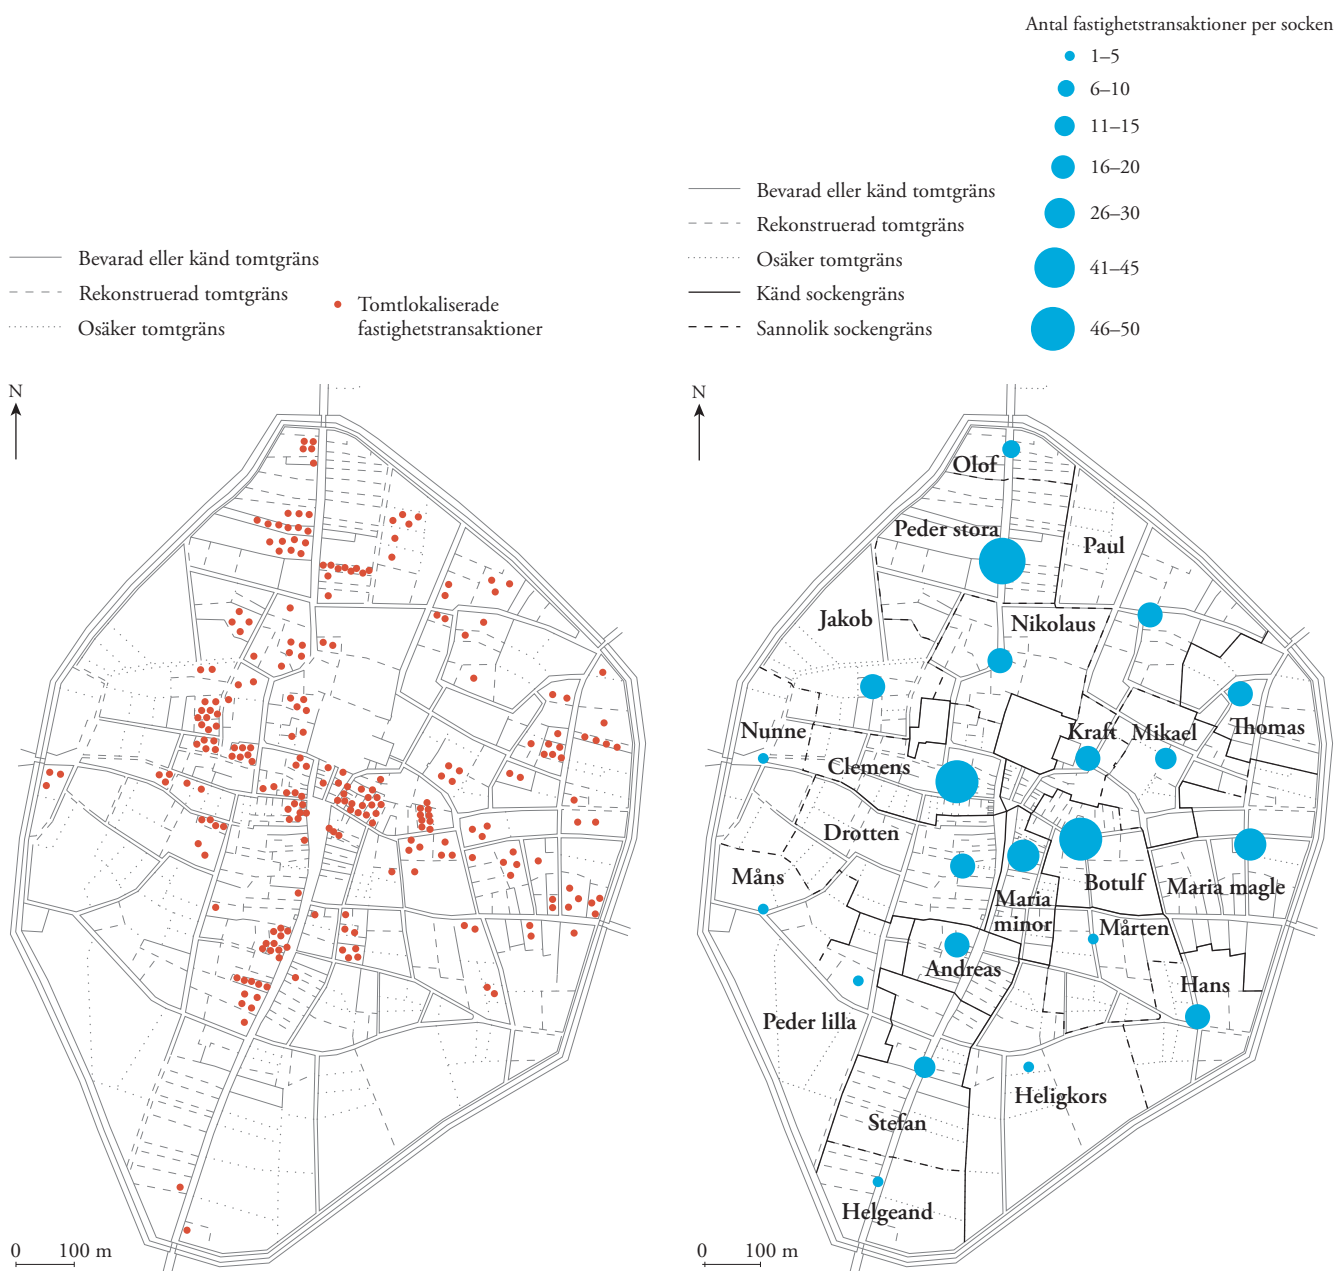 Bevarad eller känd tomtgräns
Rekonstruerad tomtgräns
Osäker tomtgräns
Tomtlokaliserade
fastighetstransaktioner
N
0 100 m
Antal fastighetstransaktioner per socken
1–5
6–10
11–15
16–20
26–30
41–45
46–50
Bevarad eller känd tomtgräns
Rekonstruerad tomtgräns
Osäker tomtgräns
Känd sockengräns
Sannolik sockengräns
N
Olof
Peder stora
Paul
Jakob
Nikolaus
Nunne
Kraft
Mikael
Thomas
Clemens
Drotten
Måns
Botulf
Maria magle
Maria
minor
Mårten
Andreas
Hans
Peder lilla
Heligkors
Stefan
Helgeand
0 100 m